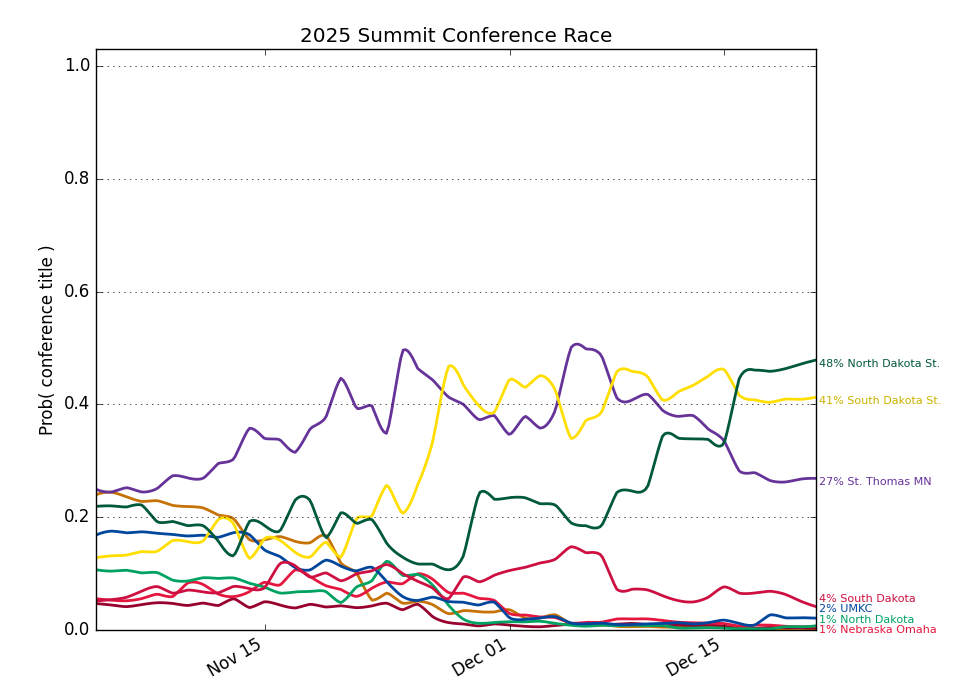 2025 Summit Conference Race
Prob( conference title )
1.0
0.8
0.6
0.4
0.2
0.0
Nov 15
Dec 01
Dec 15
48% North Dakota St.
41% South Dakota St.
27% St. Thomas MN
4% South Dakota
2% UMKC
1% North Dakota
1% Nebraska Omaha